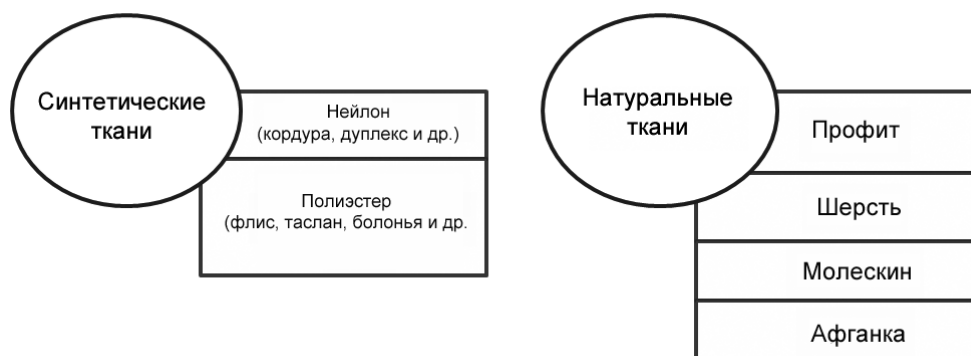 Синтетические
ткани
Нейлон
(кордура, дуплекс и др.)
Полиэстер
(флис, таслан, болонья и др.
Натуральные
ткани
Профит
Шерсть
Молескин
Афганка